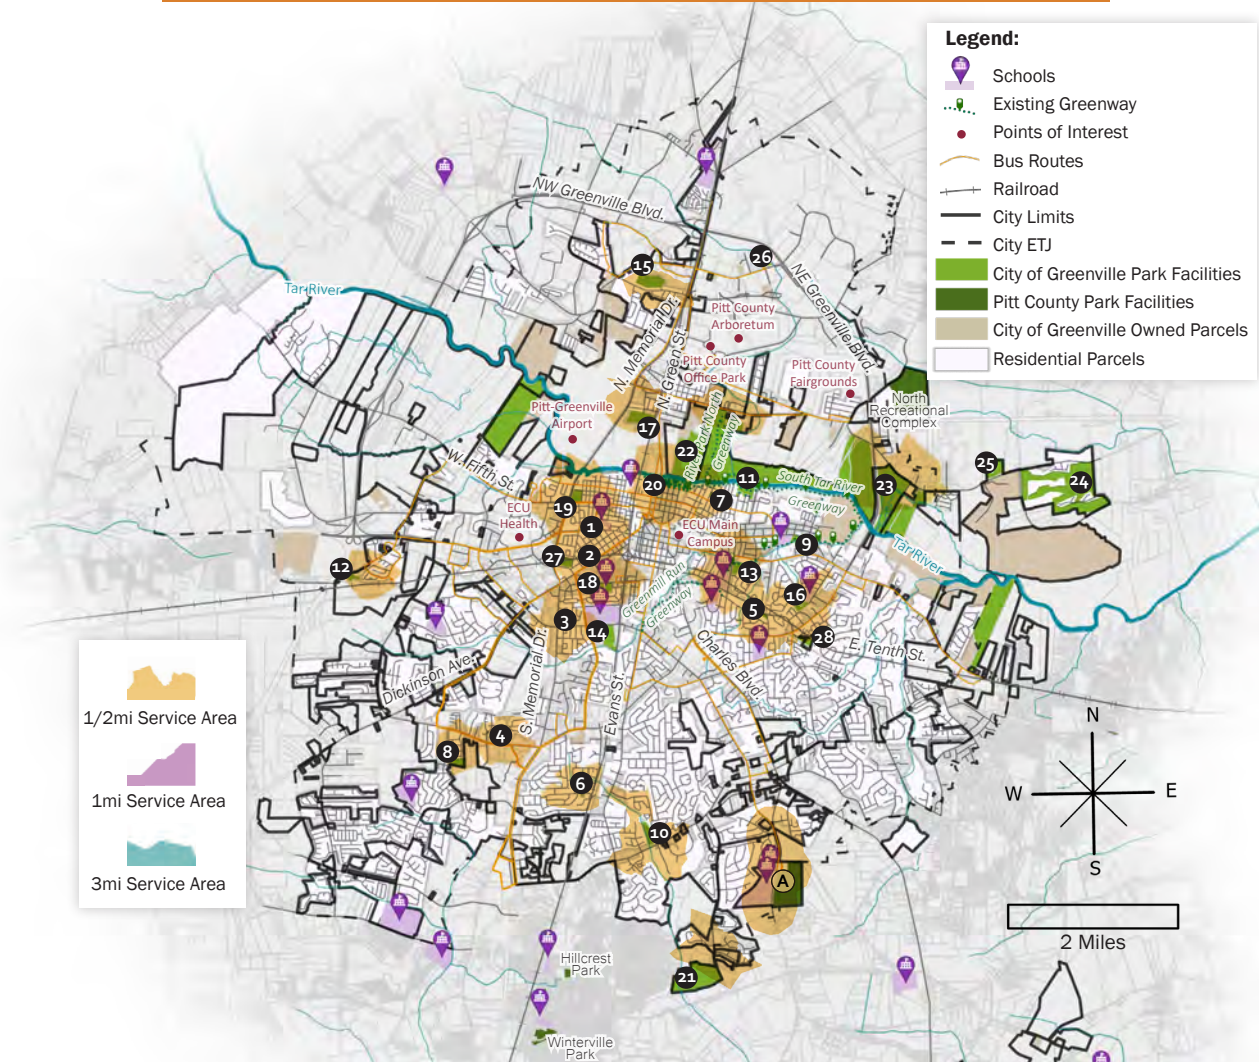 Legend:
Schools
Existing Greenway
Points of Interest
Bus Routes
Railroad
City Limits
City ETJ
City of Greenville Park Facilities
Pitt County Park Facilities
City of Greenville Owned Parcels
Residential Parcels
NW Greenville Blvd.
26
15
NE Greenville Blvd.
Tar River
Pitt County
Arboretum
N. Memorial Dr.
N. Green St.
Pitt County
Office Park
Pitt County
Fairgrounds
North
Recreational
Complex
Pitt-Greenville
Airport
17
River Park North
Greenway
22
W. Fifth St.
25
24
11
South Tar River
Greenway
23
20
7
19
ECU
Health
1
ECU Main
Campus
9
Tar River
27
2
12
13
18
Greenmill Run
Greenway
16
5
3
14
28
E. Tenth St.
Charles Blvd.
Dickinson Ave.
S. Memorial Dr.
Evans St.
1/2mi Service Area
1mi Service Area
3mi Service Area
4
8
6
10
A
N
W
E
S
2 Miles
21
Hillcrest
Park
Winterville
Park